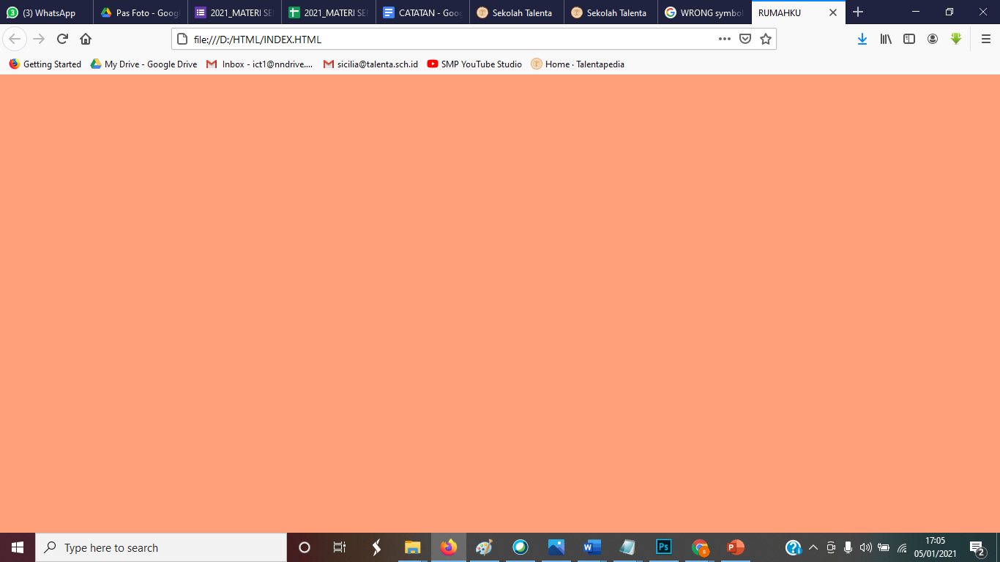 (3) WhatsApp
Pas Foto - Goog
2021_MATERI SE
2021_MATERI SE
CATATAN - Goo
Sekolah Talenta
Sekolah Talenta
WRONG symbo
RUMAHKU
file:///D:/HTML/INDEX.HTML
Getting Started
My Drive - Google Drive
Inbox - ict1@nndrive....
sicilia@talenta.sch.id
SMP YouTube Studio
Home · Talentapedia
Type here to search
17:05
05/01/2021
2